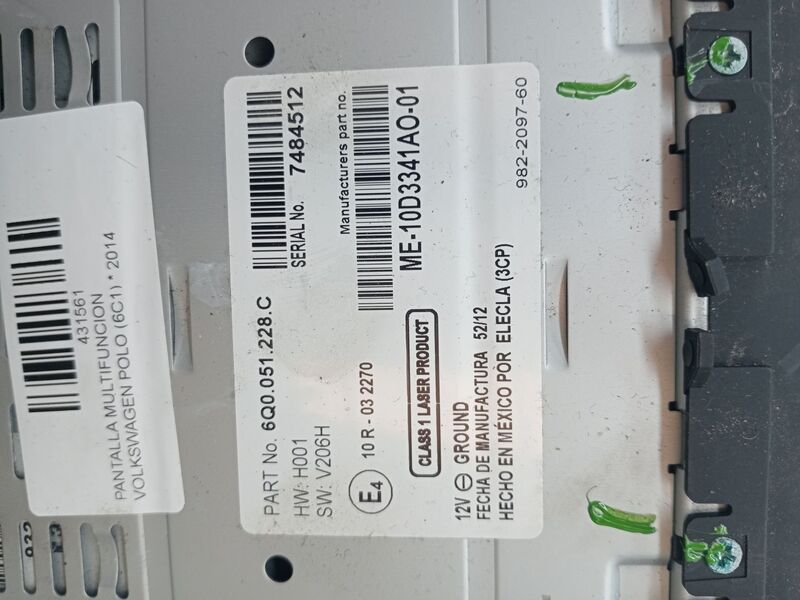 431561
PANTALLA MULTIFUNCION
VOLKSWAGEN POLO (6C1) * 2014
PART No. 6Q0.051.228.C
HW: H001
SW: V206H
SERIAL No. 7484512
Manufacturers part no.
ME-10D3341AO-01
E4
10 R - 03 2270
CLASS 1 LASER PRODUCT
12V GROUND
FECHA DE MANUFACTURA 52/12
HECHO EN MÉXICO POR ELECLA (3CP)
982-2097-60